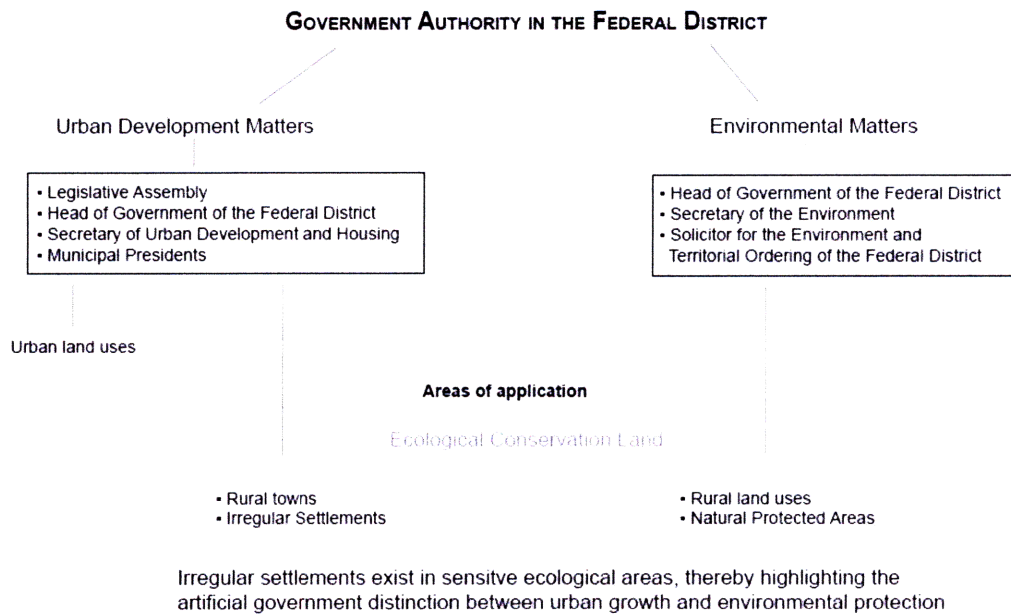 GOVERNMENT AUTHORITY IN THE FEDERAL DISTRICT
Urban Development Matters
▪ Legislative Assembly
▪ Head of Government of the Federal District
▪ Secretary of Urban Development and Housing
▪ Municipal Presidents
Environmental Matters
▪ Head of Government of the Federal District
▪ Secretary of the Environment
▪ Solicitor for the Environment and
Territorial Ordering of the Federal District
Urban land uses
Areas of application
Ecological Conservation Land
▪ Rural towns
▪ Irregular Settlements
▪ Rural land uses
▪ Natural Protected Areas
Irregular settlements exist in sensitve ecological areas, thereby highlighting the
artificial government distinction between urban growth and environmental protection